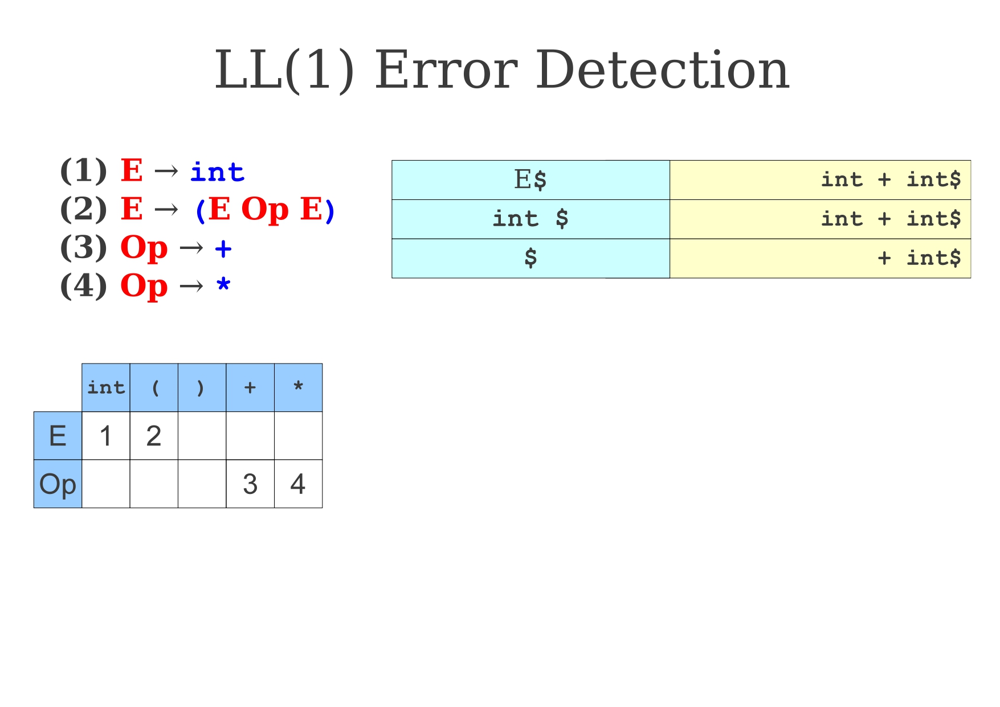 LL(1) Error Detection
(1) E → int
(2) E → (E Op E)
(3) Op → +
(4) Op → *
E$ int + int$
int $ int + int$
$ + int$
int ( ) + *
E 1 2
Op 3 4